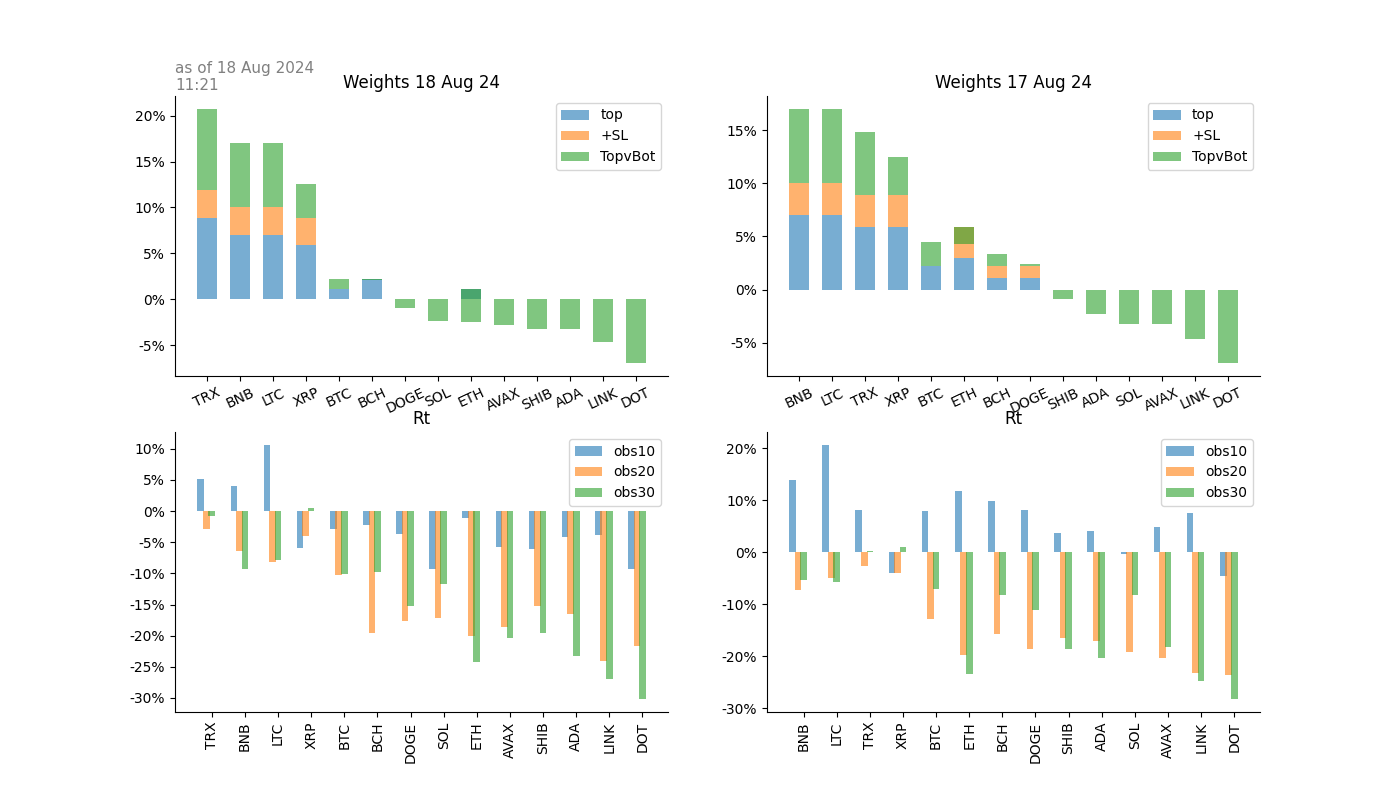 as of 18 Aug 2024
11:21
Weights 18 Aug 24
20%
15%
10%
5%
0%
-5%
top
+SL
TopvBot
TRX BNB LTC XRP BTC BCH DOGE SOL ETH AVAX SHIB ADA LINK DOT
Weights 17 Aug 24
15%
10%
5%
0%
-5%
top
+SL
TopvBot
BNB LTC TRX XRP BTC ETH BCH DOGE SHIB ADA SOL AVAX LINK DOT
Rt
10%
5%
0%
-5%
-10%
-15%
-20%
-25%
-30%
obs10
obs20
obs30
TRX BNB LTC XRP BTC BCH DOGE SOL ETH AVAX SHIB ADA LINK DOT
Rt
20%
10%
0%
-10%
-20%
-30%
obs10
obs20
obs30
BNB LTC TRX XRP BTC ETH BCH DOGE SHIB ADA SOL AVAX LINK DOT